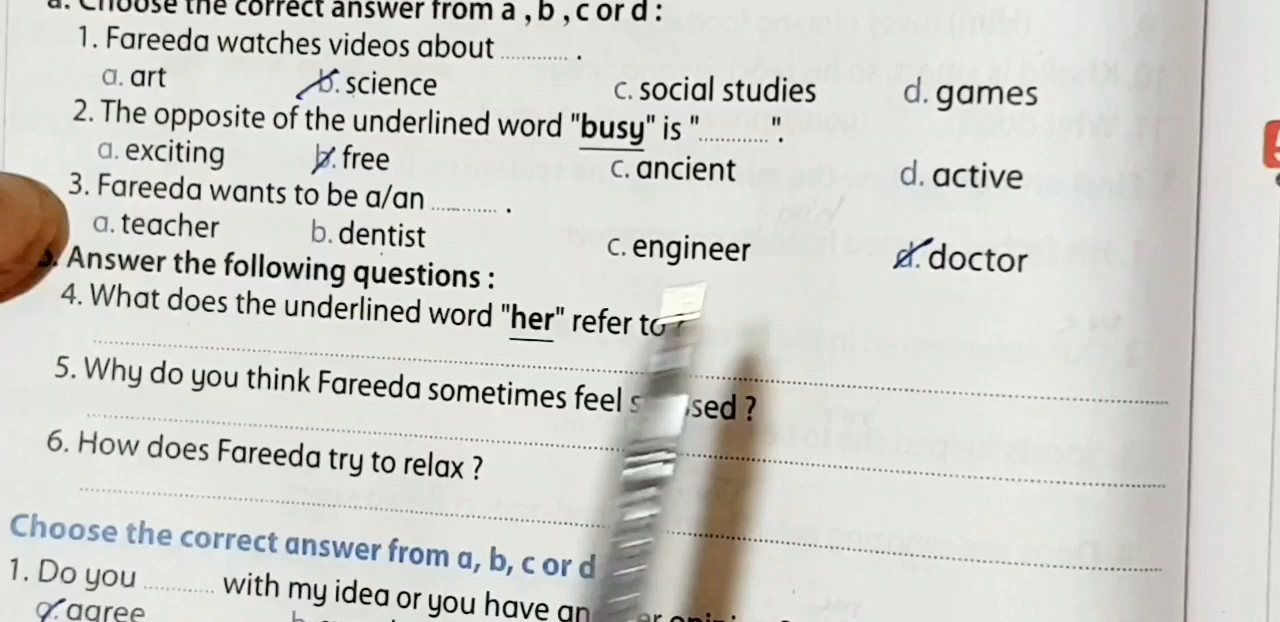 a. Choose the correct answer from a , b , c or d :
1. Fareeda watches videos about ............ .
a. art b. science c. social studies d. games
2. The opposite of the underlined word "busy" is "............".
a. exciting b. free c. ancient d. active
3. Fareeda wants to be a/an ............ .
a. teacher b. dentist c. engineer d. doctor
Answer the following questions :
4. What does the underlined word "her" refer to
5. Why do you think Fareeda sometimes feel ?
6. How does Fareeda try to relax ?
Choose the correct answer from a, b, c or d
1. Do you ............ with my idea or you have
a. agree